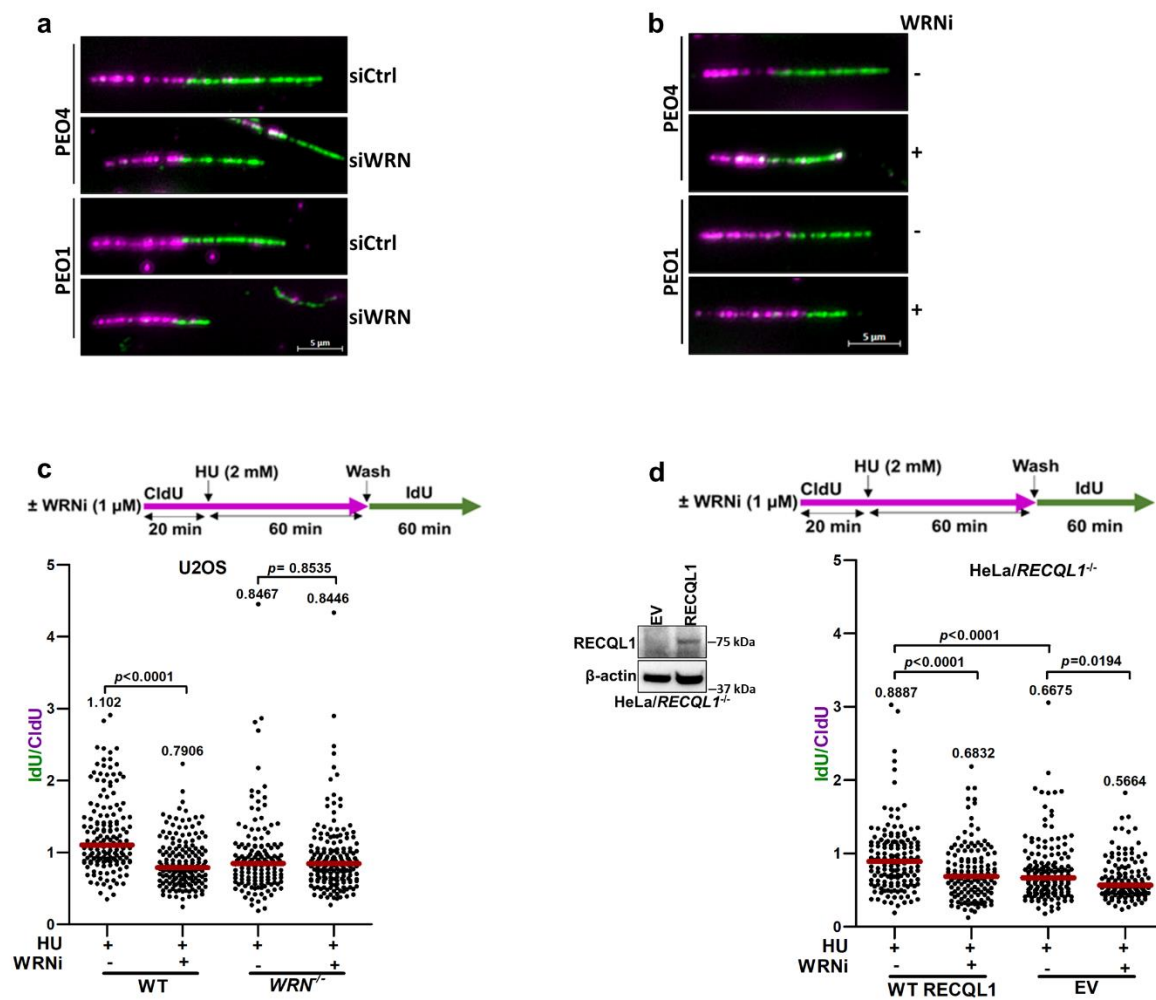 a
PEO4
siCtrl
siWRN
PEO1
siCtrl
siWRN
5 μm
b
WRNi
PEO4
-
+
PEO1
-
+
5 μm
c
HU (2 mM)
Wash
± WRNi (1 μM)
CldU
IdU
20 min
60 min
60 min
U2OS
p= 0.8535
0.8467
0.8446
p<0.0001
1.102
0.7906
IdU/CldU
5
4
3
2
1
0
HU + + + +
WRNi - + - +
WT WRN-/-
d
HU (2 mM)
Wash
± WRNi (1 μM)
CldU
IdU
20 min
60 min
60 min
EV RECQL1
RECQL1 –75 kDa
β-actin –37 kDa
HeLa/RECQL1-/-
HeLa/RECQL1-/-
p<0.0001
p<0.0001
p=0.0194
0.8887
0.6675
0.6832
0.5664
IdU/CldU
5
4
3
2
1
0
HU + + + +
WRNi - + - +
WT RECQL1 EV